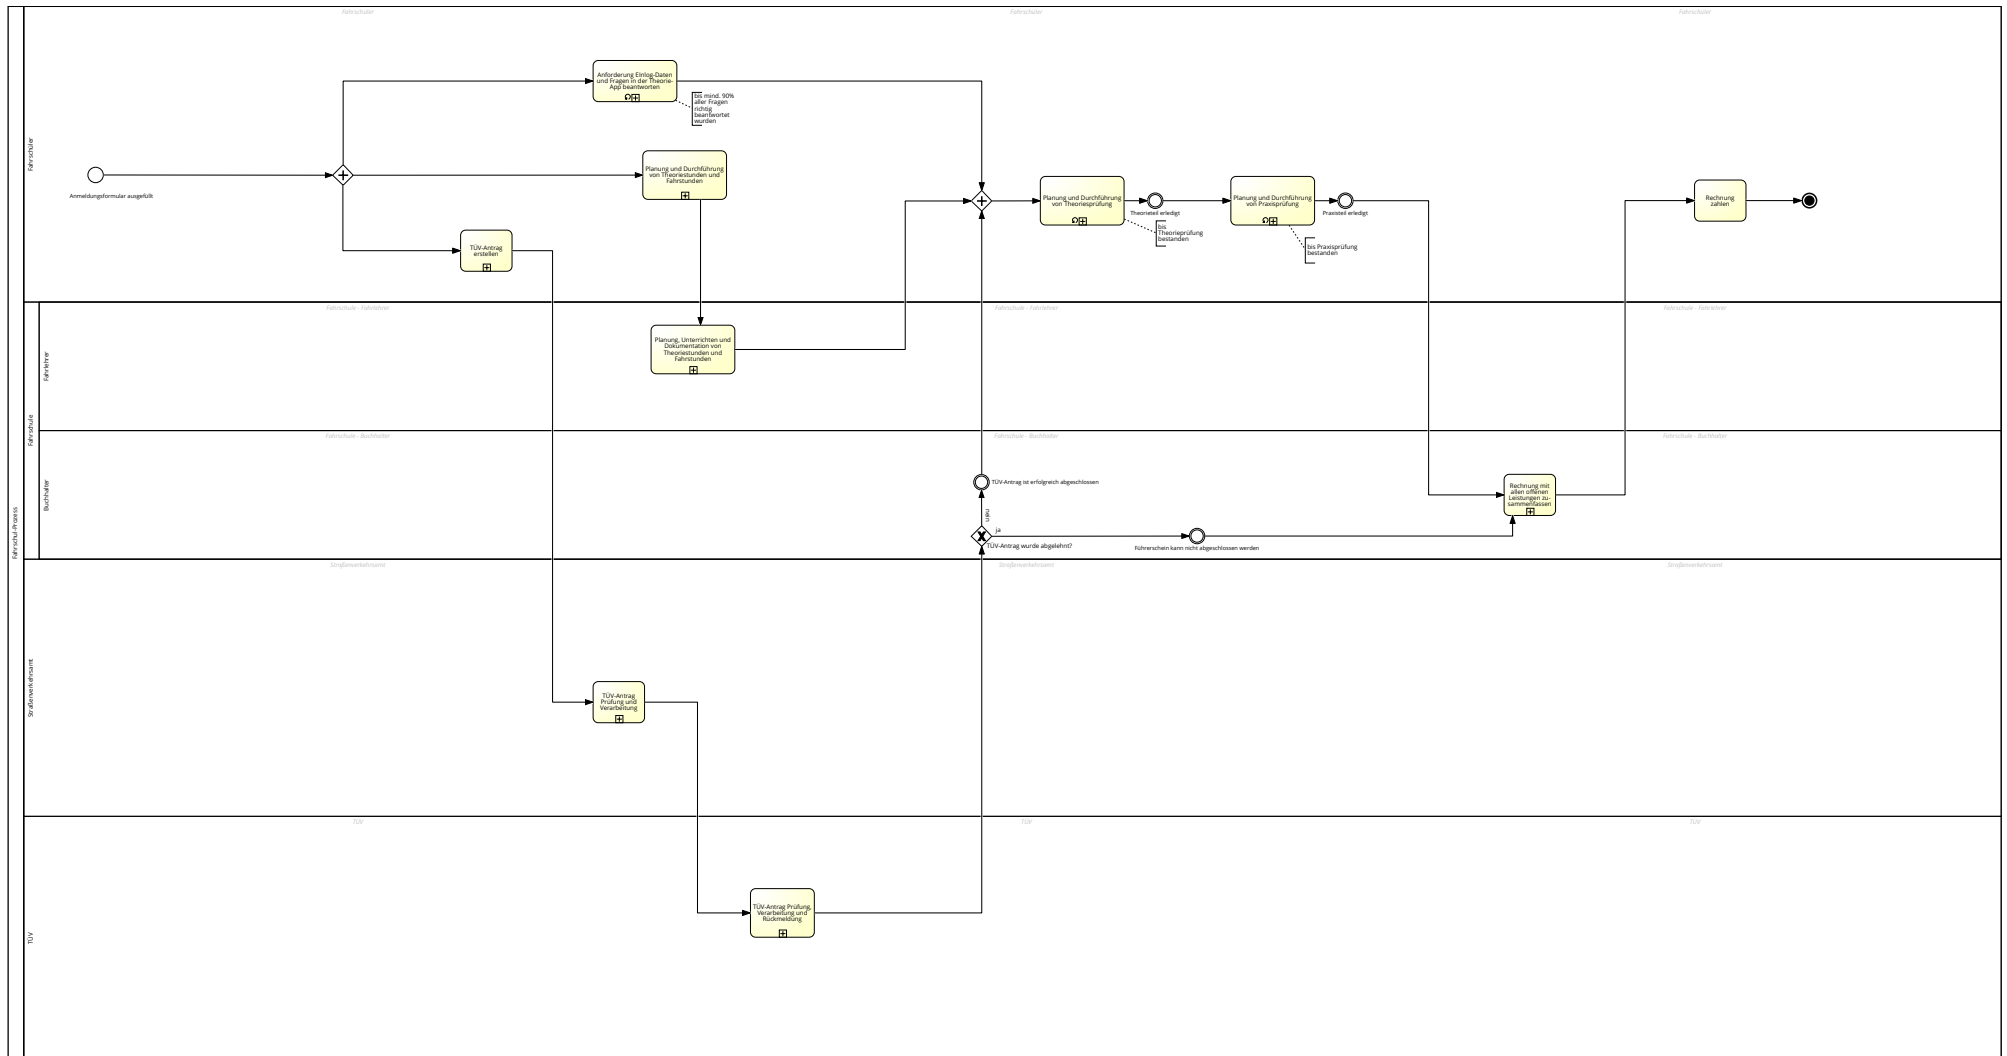 Fahrschüler
Fahrschüler
Fahrschüler
Fahrschul-Prozess
Fahrschüler
Anmeldungsformular ausgefüllt
Anforderung EInlog-Daten
und Fragen in der Theorie-
App beantworten
bis mind. 90%
aller Fragen
richtig
beantwortet
wurden
Planung und Durchführung
von Theoriestunden und
Fahrstunden
TÜV-Antrag
erstellen
Planung und Durchführung
von Theoriesprüfung
Theorieteil erledigt
bis
Theorieprüfung
bestanden
Planung und Durchführung
von Praxisprüfung
Praxisteil erledigt
bis Praxisprüfung
bestanden
Rechnung
zahlen
Fahrschule
Fahrschule - Fahrlehrer
Fahrschule - Fahrlehrer
Fahrschule - Fahrlehrer
Fahrlehrer
Planung, Unterrichten und
Dokumentation von
Theoriestunden und
Fahrstunden
Fahrschule - Buchhalter
Fahrschule - Buchhalter
Fahrschule - Buchhalter
Buchhalter
TÜV-Antrag ist erfolgreich abgeschlossen
nein
ja
TÜV-Antrag wurde abgelehnt?
Führerschein kann nicht abgeschlossen werden
Rechnung mit
allen offenen
Leistungen zu-
sammenfassen
Straßenverkehrsamt
Straßenverkehrsamt
Straßenverkehrsamt
Straßenverkehrsamt
TÜV-Antrag
Prüfung und
Verarbeitung
TÜV
TÜV
TÜV
TÜV
TÜV-Antrag Prüfung,
Verarbeitung und
Rückmeldung